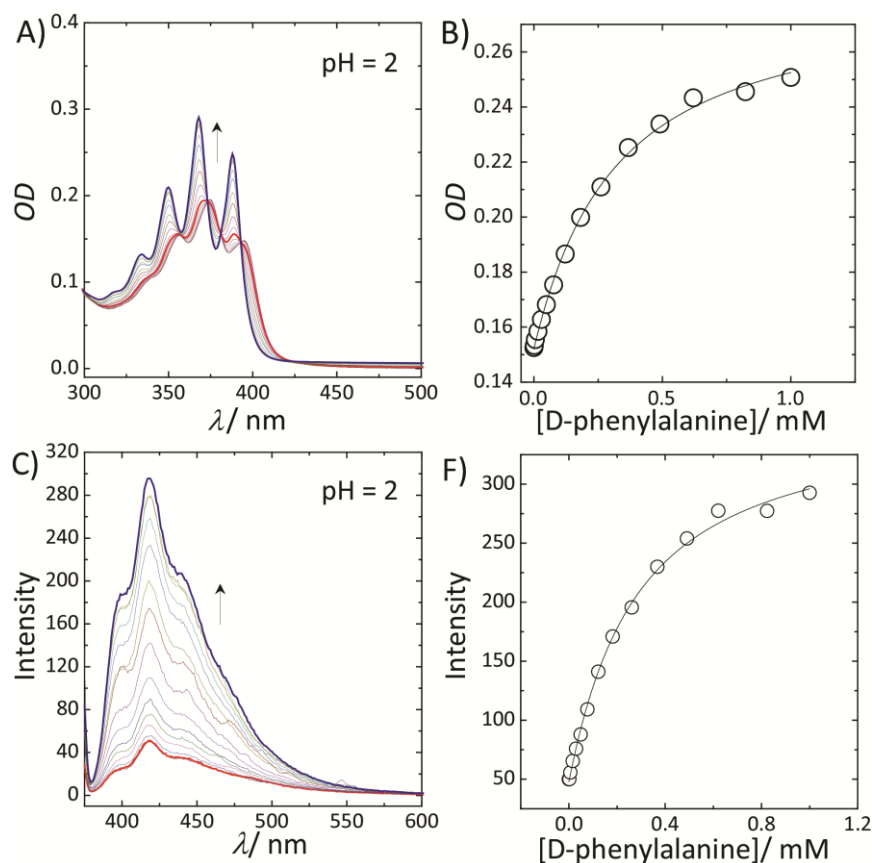 A)
pH = 2
OD
0.4
0.3
0.2
0.1
0.0
300 350 400 450 500
λ/ nm
B)
OD
0.26
0.24
0.22
0.20
0.18
0.16
0.14
0.0 0.5 1.0
[D-phenylalanine]/ mM
C)
pH = 2
Intensity
320
280
240
200
160
120
80
40
0
400 450 500 550 600
λ/ nm
F)
Intensity
300
250
200
150
100
50
0.0 0.4 0.8 1.2
[D-phenylalanine]/ mM